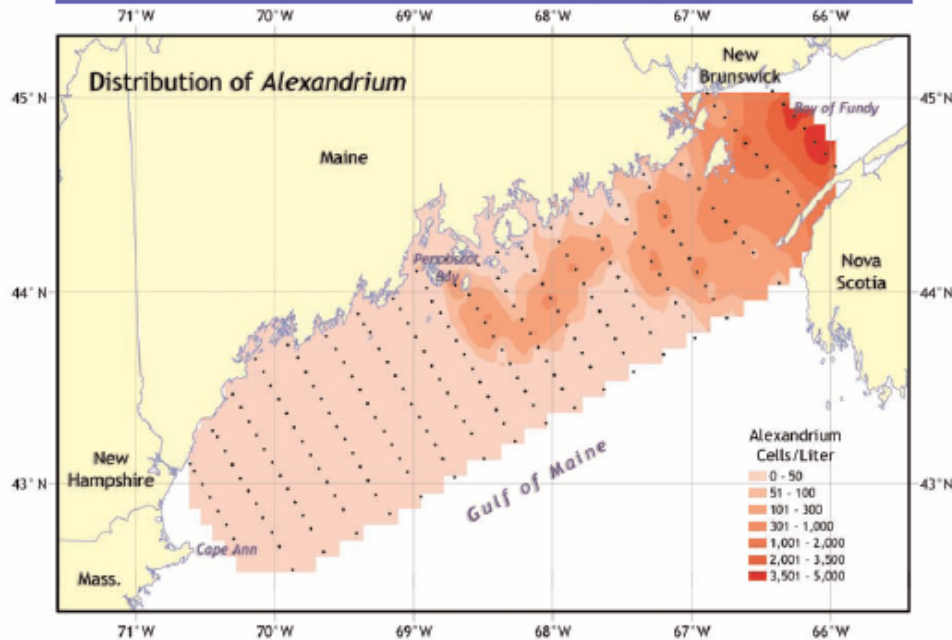 71°W 70°W 69°W 68°W 67°W 66°W
Distribution of Alexandrium
New
Brunswick
45°N
Bay of Fundy
45°N
Maine
Penobscot
Bay
Nova
Scotia
44°N
44°N
Alexandrium
Cells/Liter
0 - 50
51 - 100
101 - 300
301 - 1,000
1,001 - 2,000
2,001 - 3,500
3,501 - 5,000
Gulf of Maine
New
Hampshire
43°N
43°N
Cape Ann
Mass.
71°W 70°W 69°W 68°W 67°W 66°W